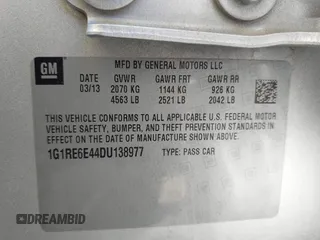 GM
MFD BY GENERAL MOTORS LLC
03/13 GVWR GAWR FRT GAWR RR
2070 KG 1144 KG 926 KG
4563 LB 2521 LB 2042 LB
THIS VEHICLE CONFORMS TO ALL APPLICABLE U.S. FEDERAL MOTOR
VEHICLE SAFETY, BUMPER, AND THEFT PREVENTION STANDARDS IN
EFFECT ON THE DATE OF MANUFACTURE SHOWN ABOVE.
1G1RE6E44DU138977 TYPE: PASS CAR
DREAMBID